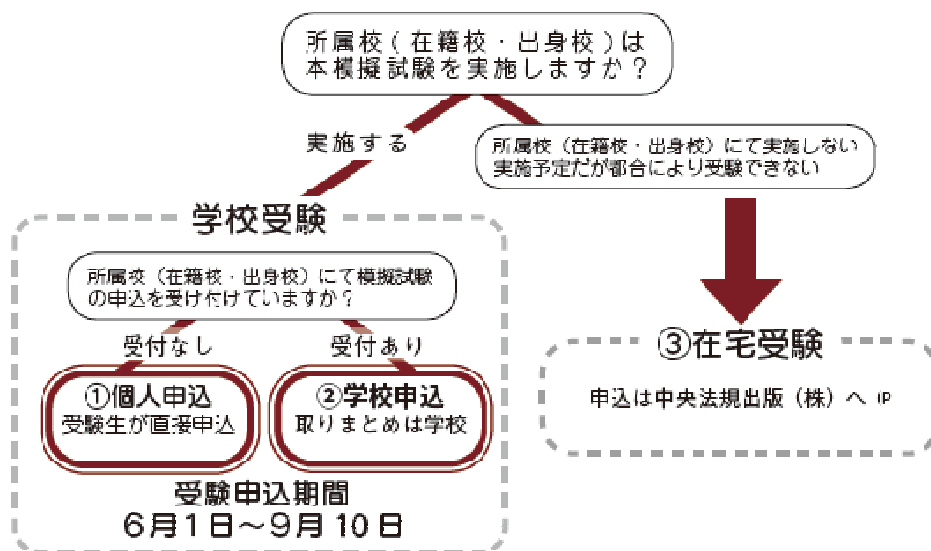 所属校(在籍校・出身校)は
本模擬試験を実施しますか?
実施する
所属校(在籍校・出身校)にて実施しない
実施予定だが都合により受験できない
学校受験
所属校(在籍校・出身校)にて模擬試験
の申込を受け付けていますか?
受付なし
受付あり
①個人申込
受験生が直接申込
②学校申込
取りまとめは学校
受験申込期間
6月1日〜9月10日
③在宅受験
申込は中央法規出版(株)へ